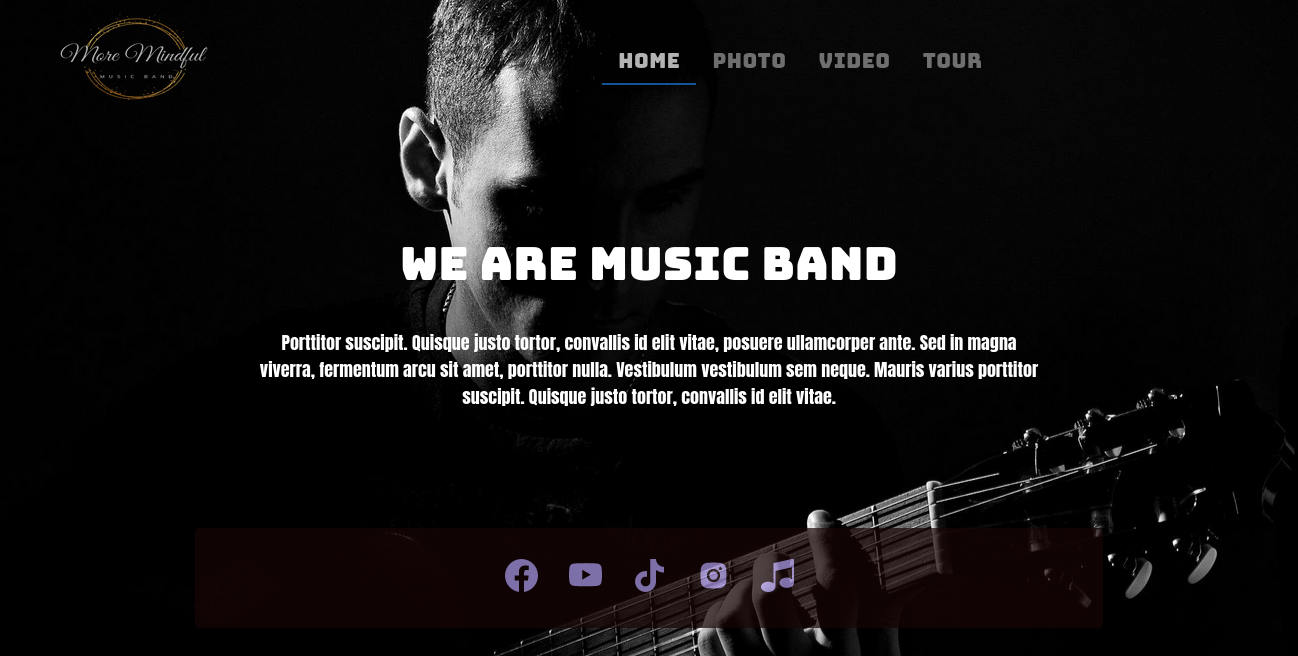 More Mindful
MUSIC BAND
HOME PHOTO VIDEO TOUR
WE ARE MUSIC BAND
Porttitor suscipit. Quisque justo tortor, convallis id elit vitae, posuere ullamcorper ante. Sed in magna
viverra, fermentum arcu sit amet, porttitor nulla. Vestibulum vestibulum sem neque. Mauris varius porttitor
suscipit. Quisque justo tortor, convallis id elit vitae.